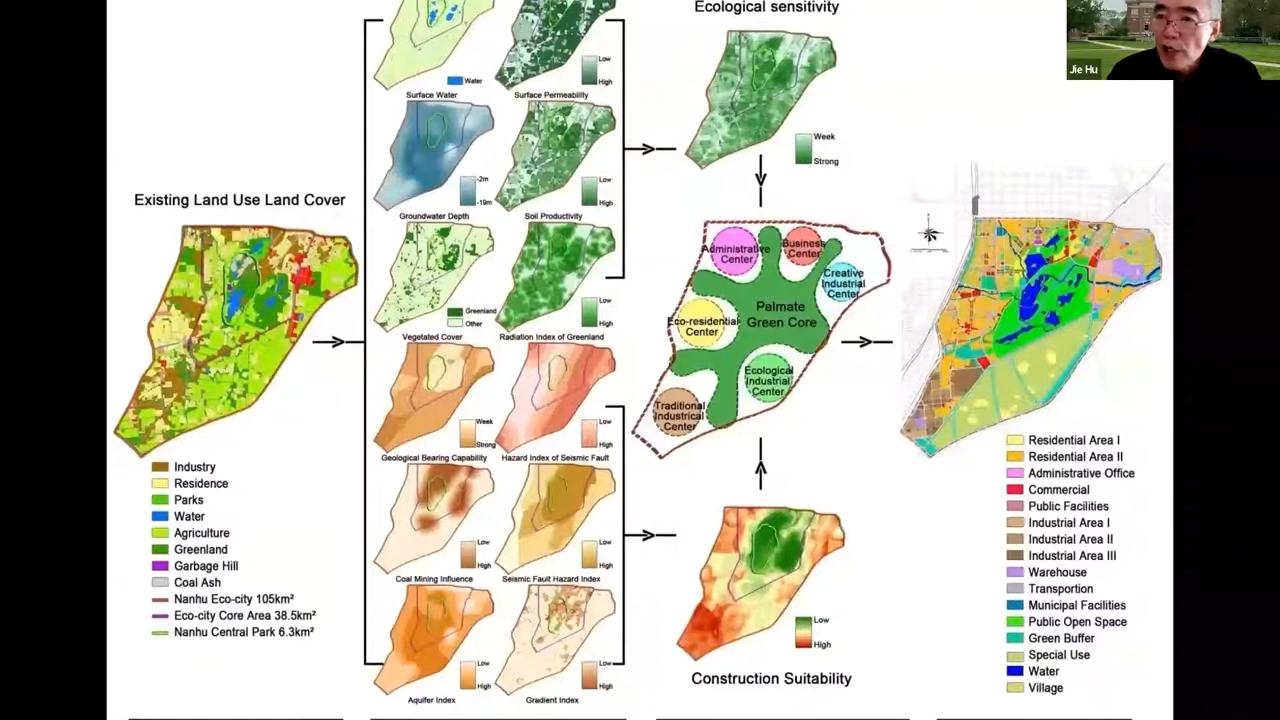 Ecological sensitivity
Jie Hu
Water
Low
High
Surface Water
Surface Permeability
Week
Strong
-2m
-19m
Low
High
Groundwater Depth
Soil Productivity
Existing Land Use Land Cover
Greenland
Other
Low
High
Vegetated Cover
Radiation Index of Greenland
Administrative
Center
Business
Center
Creative
Industrial
Center
Palmate
Green Core
Eco-residential
Center
Ecological
Industrial
Center
Traditional
Industrical
Center
Week
Strong
Low
High
Geological Bearing Capability
Hazard Index of Seismic Fault
Low
High
Low
High
Coal Mining Influence
Seismic Fault Hazard Index
Low
High
Low
High
Aquifer Index
Gradient Index
Low
High
Construction Suitability
Industry
Residence
Parks
Water
Agriculture
Greenland
Garbage Hill
Coal Ash
Nanhu Eco-city 105km²
Eco-city Core Area 38.5km²
Nanhu Central Park 6.3km²
Residential Area I
Residential Area II
Administrative Office
Commercial
Public Facilities
Industrial Area I
Industrial Area II
Industrial Area III
Warehouse
Transportion
Municipal Facilities
Public Open Space
Green Buffer
Special Use
Water
Village